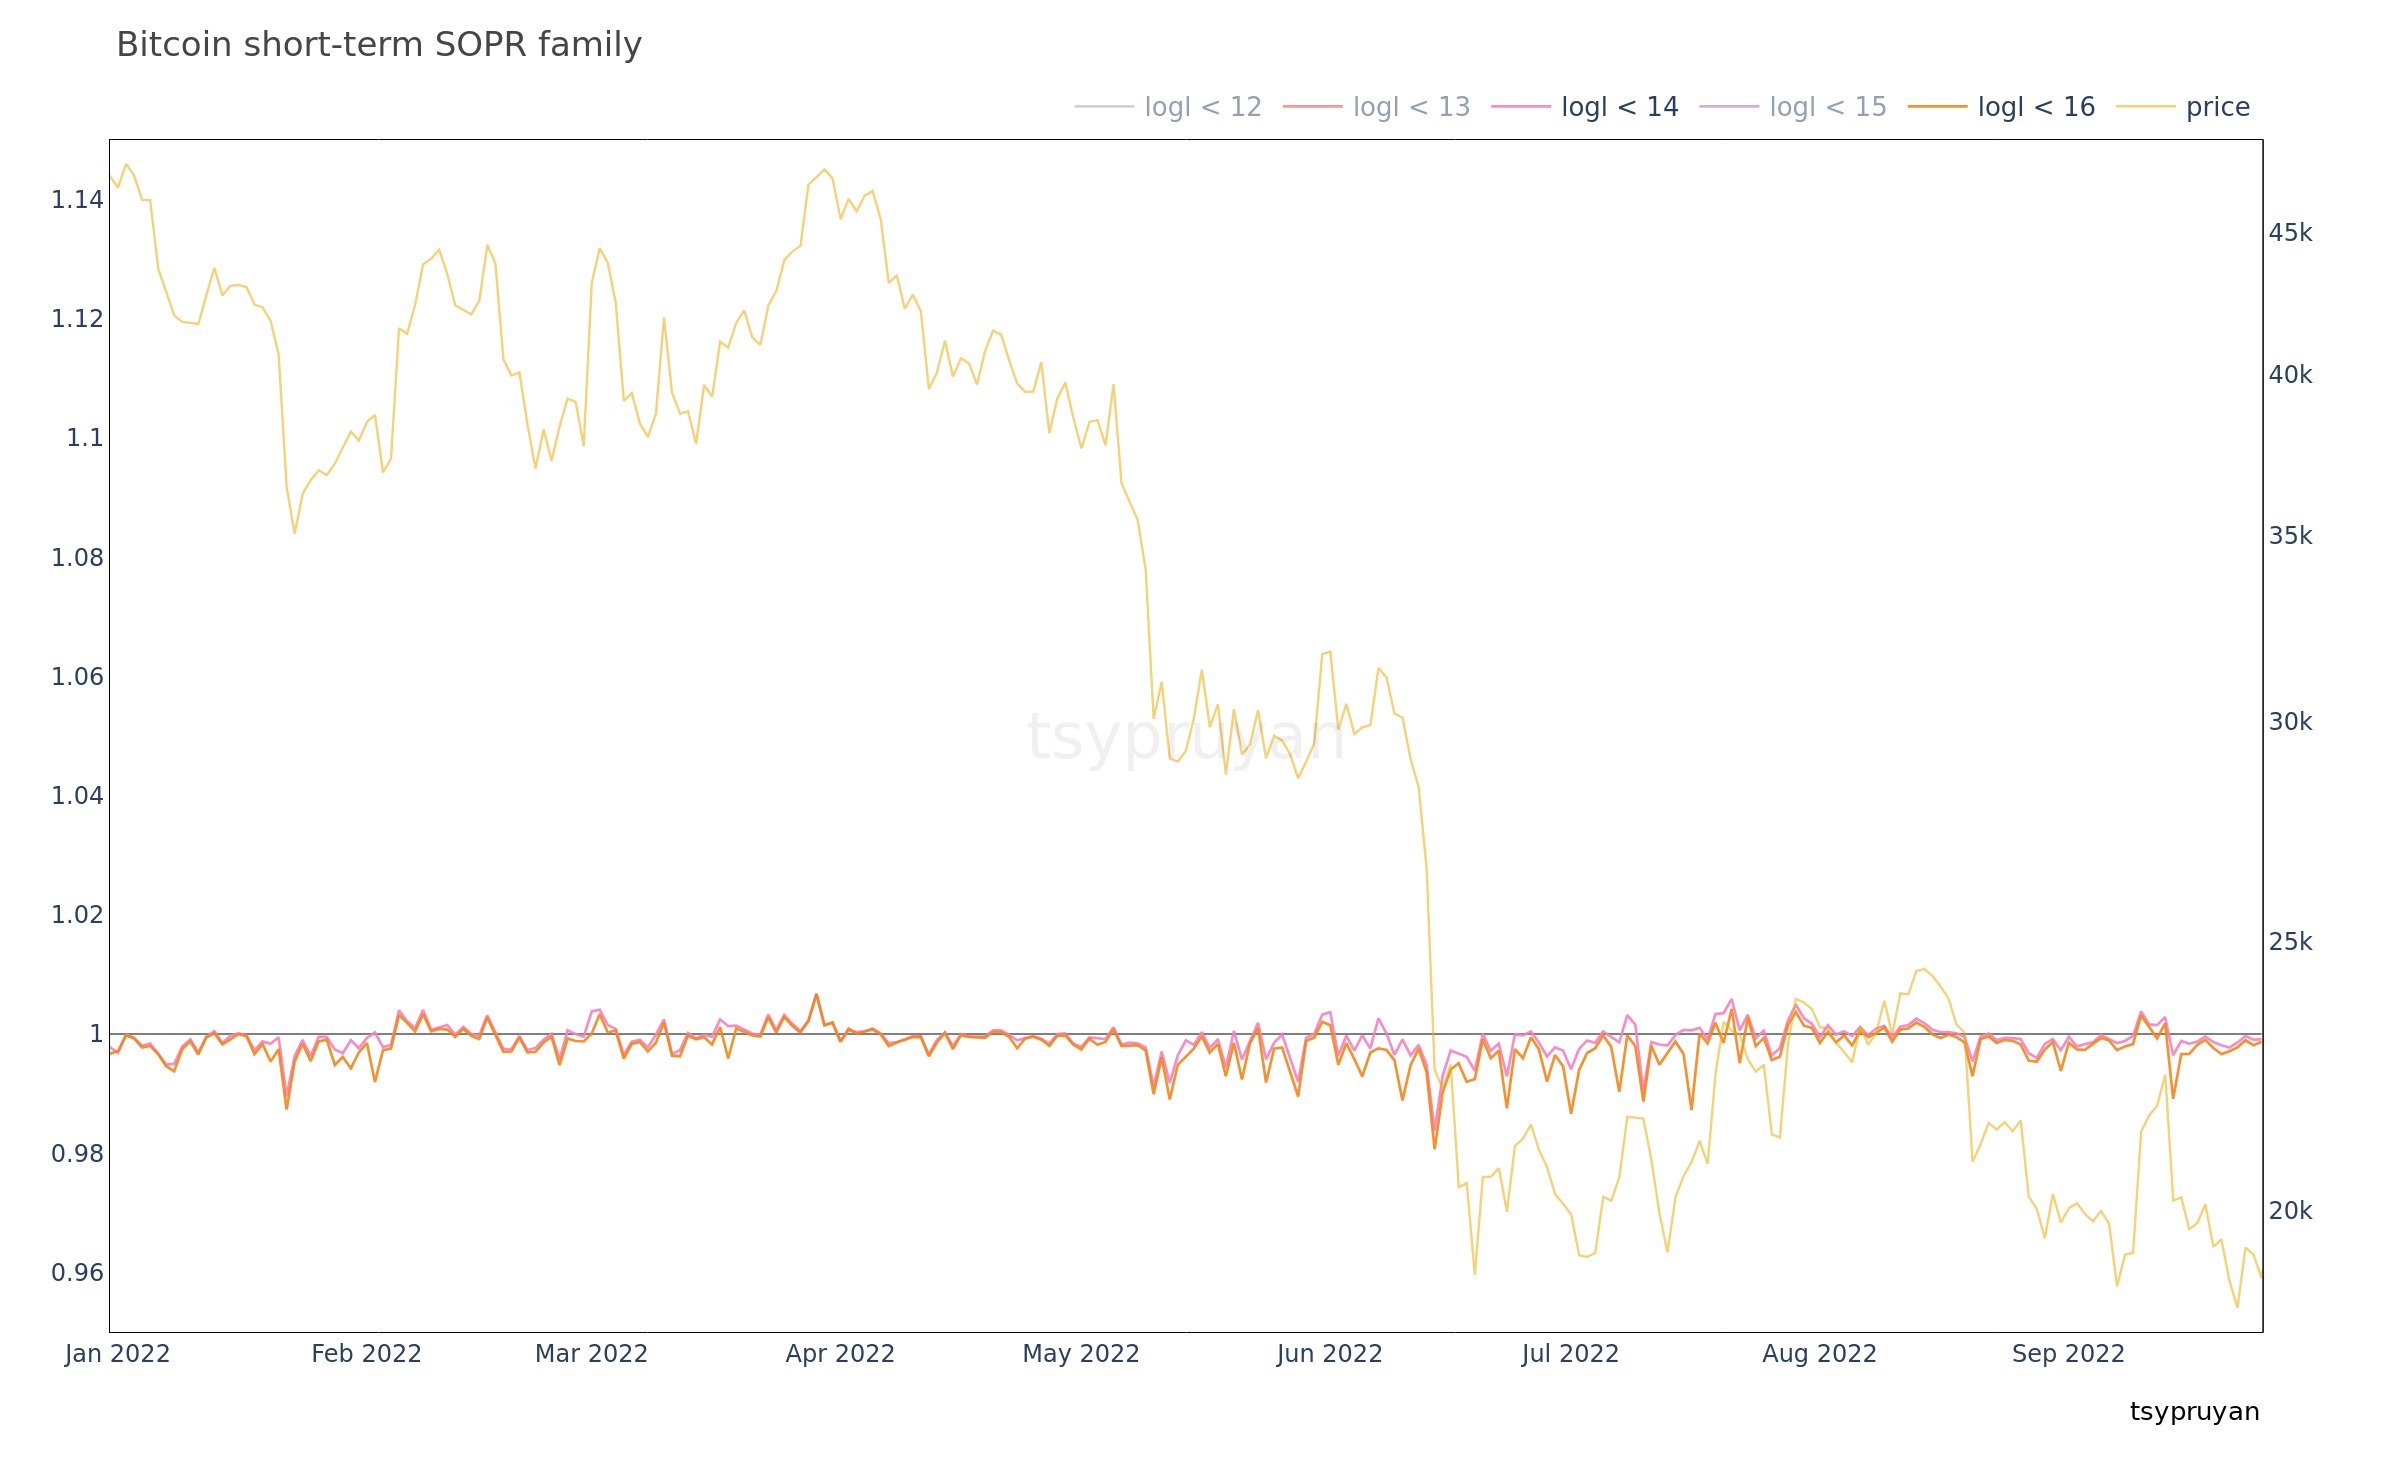 Bitcoin short-term SOPR family
logl < 12 logl < 13 logl < 14 logl < 15 logl < 16 price
1.14
1.12
1.1
1.08
1.06
1.04
1.02
1
0.98
0.96
45k
40k
35k
30k
25k
20k
tsypruyan
Jan 2022 Feb 2022 Mar 2022 Apr 2022 May 2022 Jun 2022 Jul 2022 Aug 2022 Sep 2022
tsypruyan